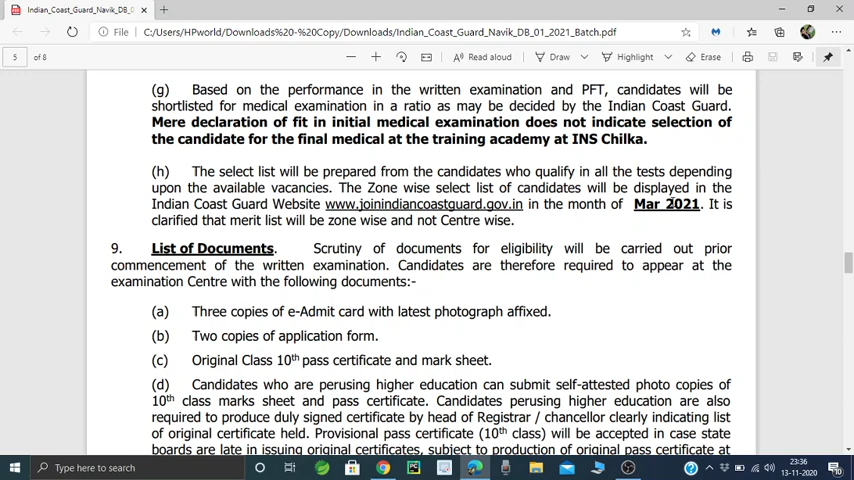 Indian_Coast_Guard_Navik_DB_0
File
C:/Users/HPworld/Downloads%20-%20Copy/Downloads/Indian_Coast_Guard_Navik_DB_01_2021_Batch.pdf
5 of 8
Read aloud
Draw
Highlight
Erase
(g) Based on the performance in the written examination and PFT, candidates will be
shortlisted for medical examination in a ratio as may be decided by the Indian Coast Guard.
Mere declaration of fit in initial medical examination does not indicate selection of
the candidate for the final medical at the training academy at INS Chilka.
(h) The select list will be prepared from the candidates who qualify in all the tests depending
upon the available vacancies. The Zone wise select list of candidates will be displayed in the
Indian Coast Guard Website www.joinindiancoastguard.gov.in in the month of Mar 2021. It is
clarified that merit list will be zone wise and not Centre wise.
9. List of Documents. Scrutiny of documents for eligibility will be carried out prior
commencement of the written examination. Candidates are therefore required to appear at the
examination Centre with the following documents:-
(a) Three copies of e-Admit card with latest photograph affixed.
(b) Two copies of application form.
(c) Original Class 10th pass certificate and mark sheet.
(d) Candidates who are perusing higher education can submit self-attested photo copies of
10th class marks sheet and pass certificate. Candidates perusing higher education are also
required to produce duly signed certificate by head of Registrar / chancellor clearly indicating list
of original certificate held. Provisional pass certificate (10th class) will be accepted in case state
boards are late in issuing original certificates, subject to production of original pass certificate at
Type here to search
23:36
13-11-2020
10